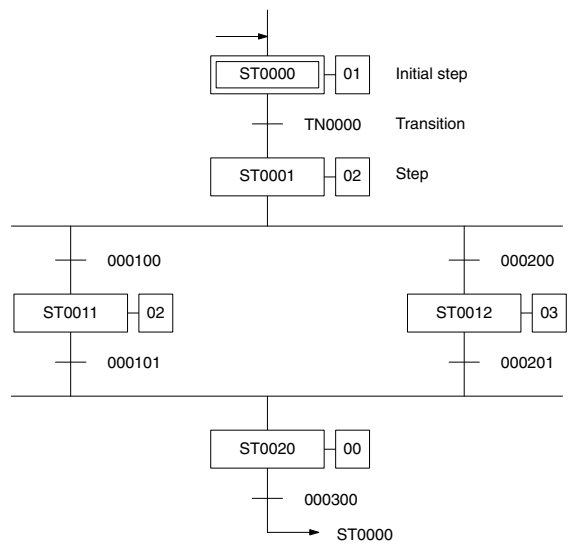 ST0000 01 Initial step
TN0000 Transition
ST0001 02 Step
000100 000200
ST0011 02 ST0012 03
000101 000201
ST0020 00
000300
ST0000